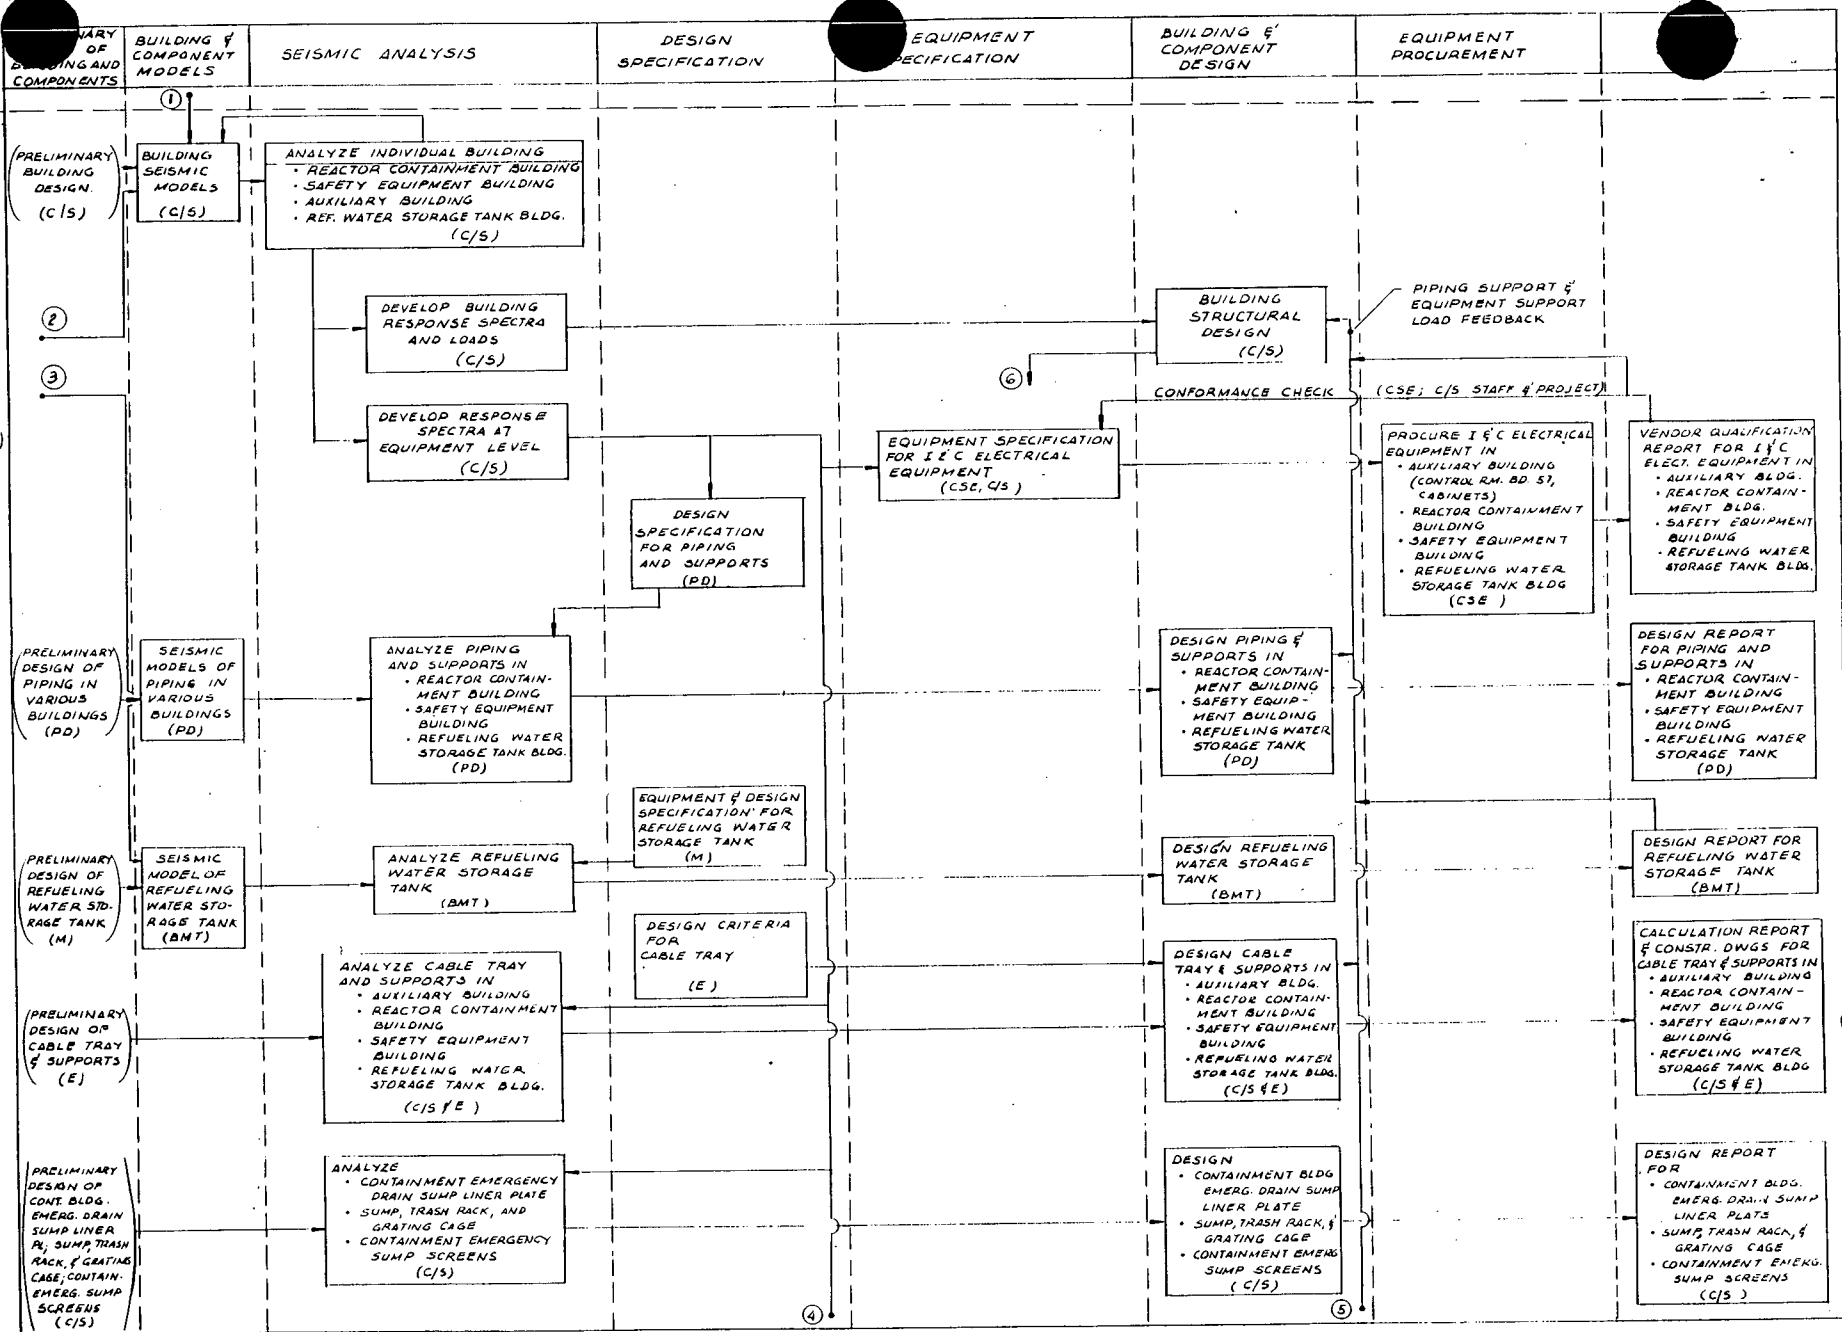 NARY
OF
ING AND
COMPONENTS
BUILDING &
COMPONENT
MODELS
SEISMIC ANALYSIS
DESIGN
SPECIFICATION
EQUIPMENT
ECIFICATION
BUILDING &
COMPONENT
DESIGN
EQUIPMENT
PROCUREMENT
1
(PRELIMINARY
BUILDING
DESIGN.
(C/S)
BUILDING
SEISMIC
MODELS
(C/S)
ANALYZE INDIVIDUAL BUILDING
• REACTOR CONTAINMENT BUILDING
• SAFETY EQUIPMENT BUILDING
• AUXILIARY BUILDING
• REF. WATER STORAGE TANK BLDG.
(C/S)
2
DEVELOP BUILDING
RESPONSE SPECTRA
AND LOADS
(C/S)
BUILDING
STRUCTURAL
DESIGN
(C/S)
PIPING SUPPORT &
EQUIPMENT SUPPORT
LOAD FEEDBACK
3
6
CONFORMANCE CHECK (CSE; C/S STAFF & PROJECT)
DEVELOP RESPONSE
SPECTRA AT
EQUIPMENT LEVEL
(C/S)
EQUIPMENT SPECIFICATION
FOR I & C ELECTRICAL
EQUIPMENT
(CSE, C/S)
PROCURE I & C ELECTRICAL
EQUIPMENT IN
• AUXILIARY BUILDING
(CONTROL RM. BD. 57,
CABINETS)
• REACTOR CONTAINMENT
BUILDING
• SAFETY EQUIPMENT
BUILDING
• REFUELING WATER
STORAGE TANK BLDG
(CSE)
VENDOR QUALIFICATION
REPORT FOR I & C
ELECT. EQUIPMENT IN
• AUXILIARY BLDG.
• REACTOR CONTAIN-
MENT BLDG.
• SAFETY EQUIPMENT
BUILDING
• REFUELING WATER
STORAGE TANK BLDG.
DESIGN
SPECIFICATION
FOR PIPING
AND SUPPORTS
(PD)
(PRELIMINARY
DESIGN OF
PIPING IN
VARIOUS
BUILDINGS)
(PD)
SEISMIC
MODELS OF
PIPING IN
VARIOUS
BUILDINGS
(PD)
ANALYZE PIPING
AND SUPPORTS IN
• REACTOR CONTAIN-
MENT BUILDING
• SAFETY EQUIPMENT
BUILDING
• REFUELING WATER
STORAGE TANK BLDG.
(PD)
DESIGN PIPING &
SUPPORTS IN
• REACTOR CONTAIN-
MENT BUILDING
• SAFETY EQUIP-
MENT BUILDING
• REFUELING WATER
STORAGE TANK
(PD)
DESIGN REPORT
FOR PIPING AND
SUPPORTS IN
• REACTOR CONTAIN-
MENT BUILDING
• SAFETY EQUIPMENT
BUILDING
• REFUELING WATER
STORAGE TANK
(PD)
EQUIPMENT & DESIGN
SPECIFICATION FOR
REFUELING WATER
STORAGE TANK
(M)
(PRELIMINARY
DESIGN OF
REFUELING
WATER STO-
RAGE TANK
(M)
SEISMIC
MODEL OF
REFUELING
WATER STO-
RAGE TANK
(BMT)
ANALYZE REFUELING
WATER STORAGE
TANK
(BMT)
DESIGN REFUELING
WATER STORAGE
TANK
(BMT)
DESIGN REPORT FOR
REFUELING WATER
STORAGE TANK
(BMT)
DESIGN CRITERIA
FOR
CABLE TRAY
(E)
(PRELIMINARY
DESIGN OF
CABLE TRAY
& SUPPORTS
(E)
ANALYZE CABLE TRAY
AND SUPPORTS IN
• AUXILIARY BUILDING
• REACTOR CONTAINMENT
BUILDING
• SAFETY EQUIPMENT
BUILDING
• REFUELING WATER
STORAGE TANK BLDG.
(C/S & E)
DESIGN CABLE
TRAY & SUPPORTS IN
• AUXILIARY BLDG.
• REACTOR CONTAIN-
MENT BUILDING
• SAFETY EQUIPMENT
BUILDING
• REFUELING WATER
STORAGE TANK BLDG.
(C/S & E)
CALCULATION REPORT
& CONSTR. DWGS FOR
CABLE TRAY & SUPPORTS IN
• AUXILIARY BUILDING
• REACTOR CONTAIN-
MENT BUILDING
• SAFETY EQUIPMENT
BUILDING
• REFUELING WATER
STORAGE TANK BLDG
(C/S & E)
PRELIMINARY
DESIGN OF
CONT. BLDG.
EMERG. DRAIN
SUMP LINER
PL; SUMP, TRASH
RACK, & GRATING
CAGE; CONTAIN.
EMERG. SUMP
SCREENS
(C/S)
ANALYZE
• CONTAINMENT EMERGENCY
DRAIN SUMP LINER PLATE
• SUMP, TRASH RACK, AND
GRATING CAGE
• CONTAINMENT EMERGENCY
SUMP SCREENS
(C/S)
DESIGN
• CONTAINMENT BLDG
EMERG. DRAIN SUMP
LINER PLATE
• SUMP, TRASH RACK, &
GRATING CAGE
• CONTAINMENT EMERG
SUMP SCREENS
(C/S)
DESIGN REPORT
FOR
• CONTAINMENT BLDG.
EMERG. DRAIN SUMP
LINER PLATE
• SUMP, TRASH RACK, &
GRATING CAGE
• CONTAINMENT EMERG.
SUMP SCREENS
(C/S)
4
5